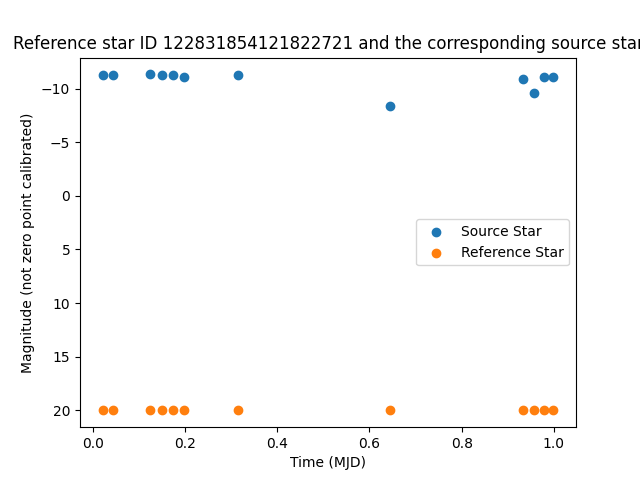 Reference star ID 122831854121822721 and the corresponding source star
−10
−5
0
5
10
15
20
Magnitude (not zero point calibrated)
Source Star
Reference Star
0.0 0.2 0.4 0.6 0.8 1.0
Time (MJD)